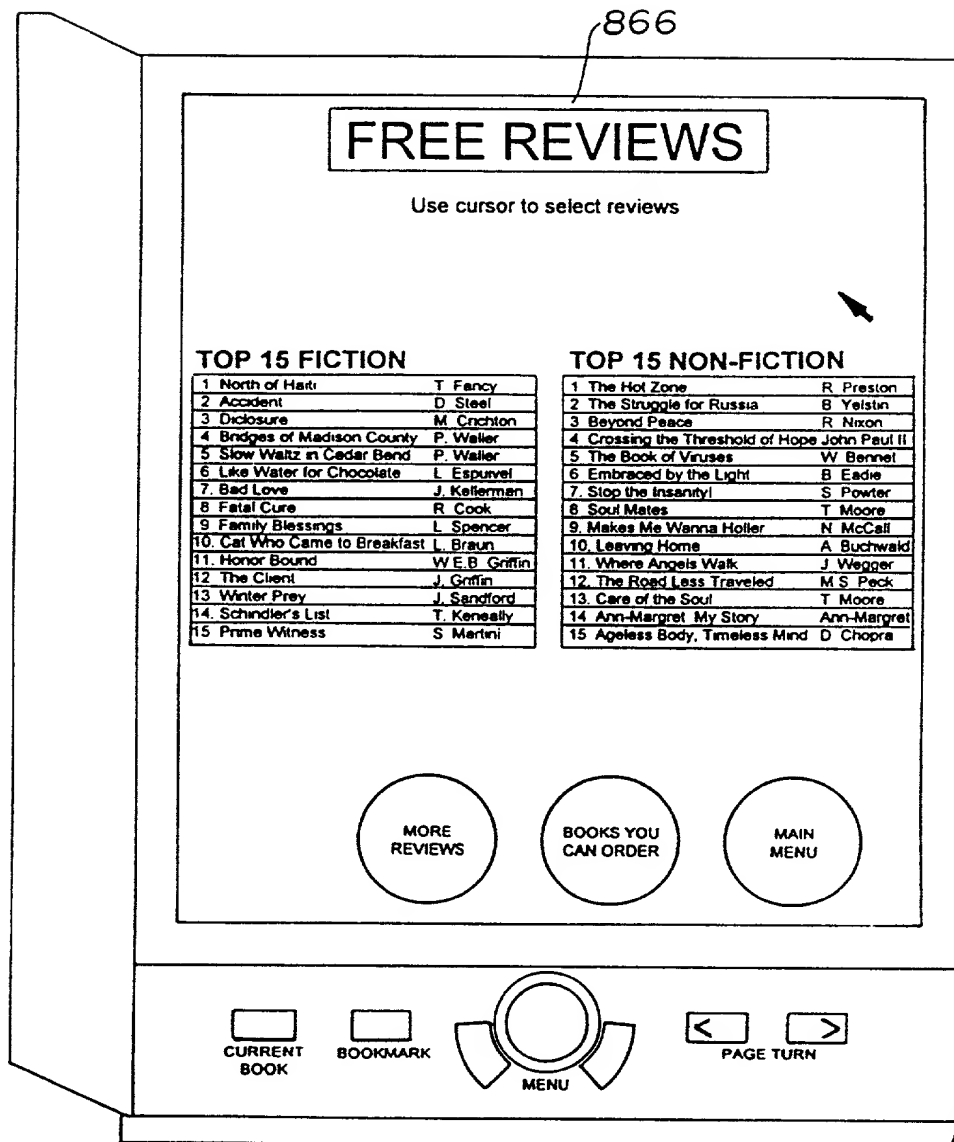 866
FREE REVIEWS
Use cursor to select reviews
TOP 15 FICTION
1 North of Haiti T Fancy
2 Accident D Steel
3 Diclosure M Crichton
4 Bridges of Madison County P. Waller
5 Slow Waltz in Cedar Bend P. Waller
6 Like Water for Chocolate L Espurvel
7. Bad Love J. Kellerman
8 Fatal Cure R Cook
9 Family Blessings L Spencer
10. Cat Who Came to Breakfast L. Braun
11. Honor Bound W.E.B Griffin
12 The Client J. Griffin
13 Winter Prey J. Sandford
14. Schindler's List T. Keneally
15 Prime Witness S Martini
TOP 15 NON-FICTION
1 The Hot Zone R Preston
2 The Struggle for Russia B Yelstin
3 Beyond Peace R Nixon
4 Crossing the Threshold of Hope John Paul II
5 The Book of Viruses W Bennet
6 Embraced by the Light B Eadie
7. Stop the Insanity! S Powter
8 Soul Mates T Moore
9. Makes Me Wanna Holler N McCall
10. Leaving Home A Buchwald
11. Where Angels Walk J Wegger
12. The Road Less Traveled M S Peck
13. Care of the Soul T Moore
14 Ann-Margret My Story Ann-Margret
15 Ageless Body, Timeless Mind D Chopra
MORE
REVIEWS
BOOKS YOU
CAN ORDER
MAIN
MENU
CURRENT
BOOK
BOOKMARK
MENU
< >
PAGE TURN